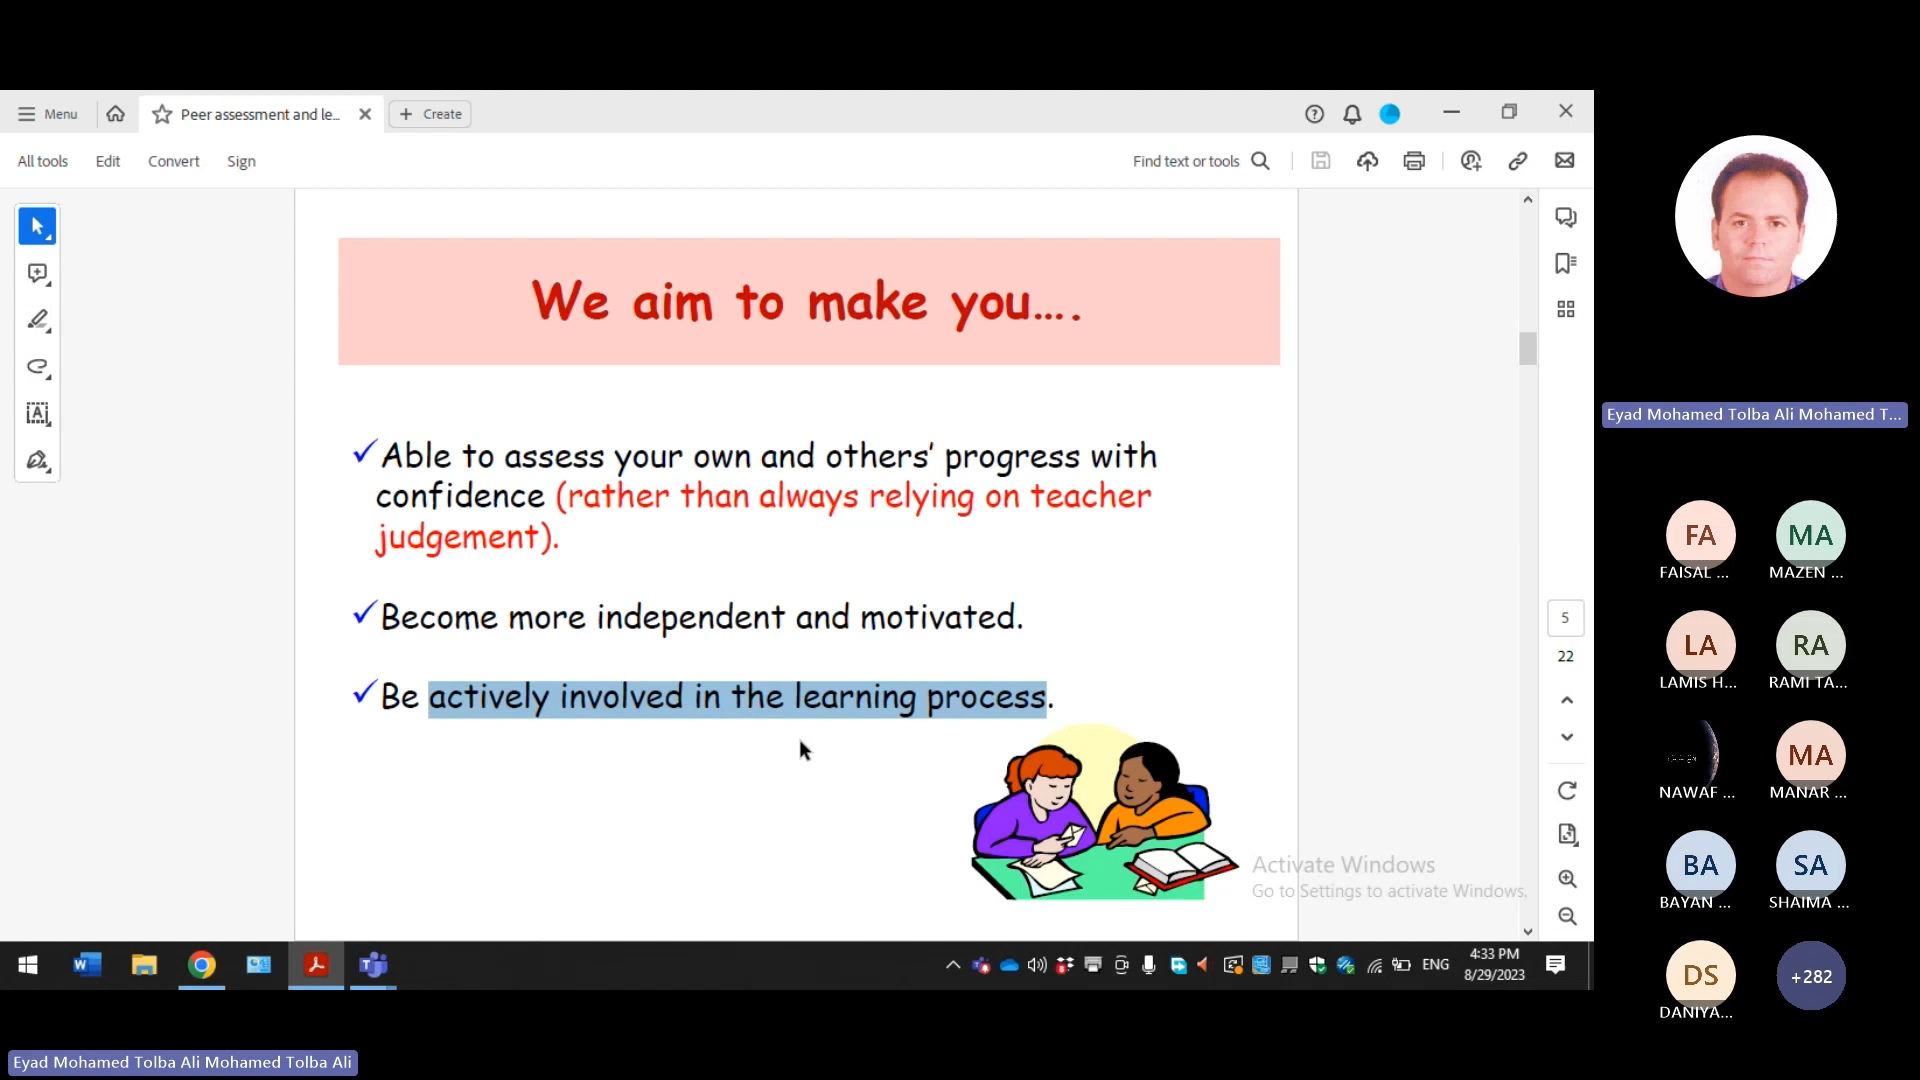 Menu
Peer assessment and le...
Create
All tools
Edit
Convert
Sign
Find text or tools
We aim to make you....
Able to assess your own and others' progress with
confidence (rather than always relying on teacher
judgement).
Become more independent and motivated.
Be actively involved in the learning process.
5
22
Activate Windows
Go to Settings to activate Windows.
ENG
4:33 PM
8/29/2023
Eyad Mohamed Tolba Ali Mohamed T...
FA
FAISAL ...
MA
MAZEN ...
LA
LAMIS H...
RA
RAMI TA...
NAWAF ...
MA
MANAR ...
BA
BAYAN ...
SA
SHAIMA ...
DS
DANIYA...
+282
Eyad Mohamed Tolba Ali Mohamed Tolba Ali